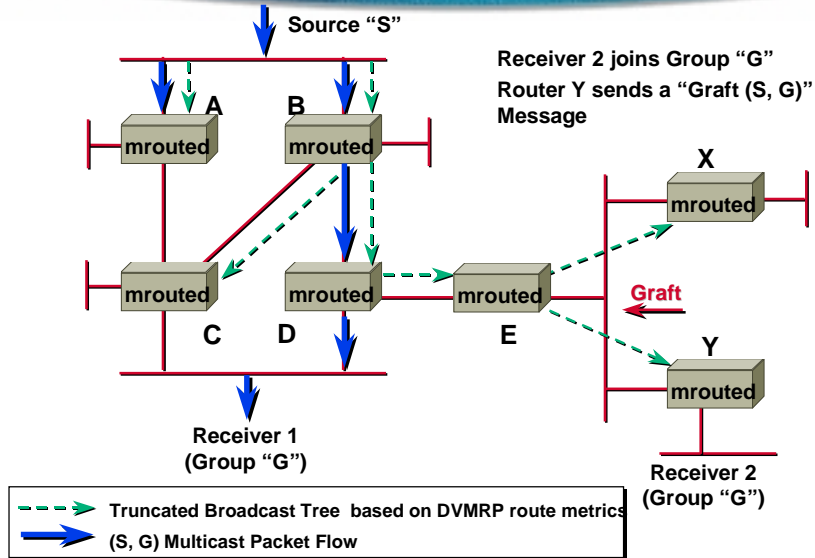 Source “S”
Receiver 2 joins Group “G”
Router Y sends a “Graft (S, G)”
Message
A
B
mrouted
mrouted
X
mrouted
mrouted
mrouted
mrouted
Graft
C
D
E
Y
mrouted
Receiver 1
(Group “G”)
Receiver 2
(Group “G”)
Truncated Broadcast Tree based on DVMRP route metrics
(S, G) Multicast Packet Flow